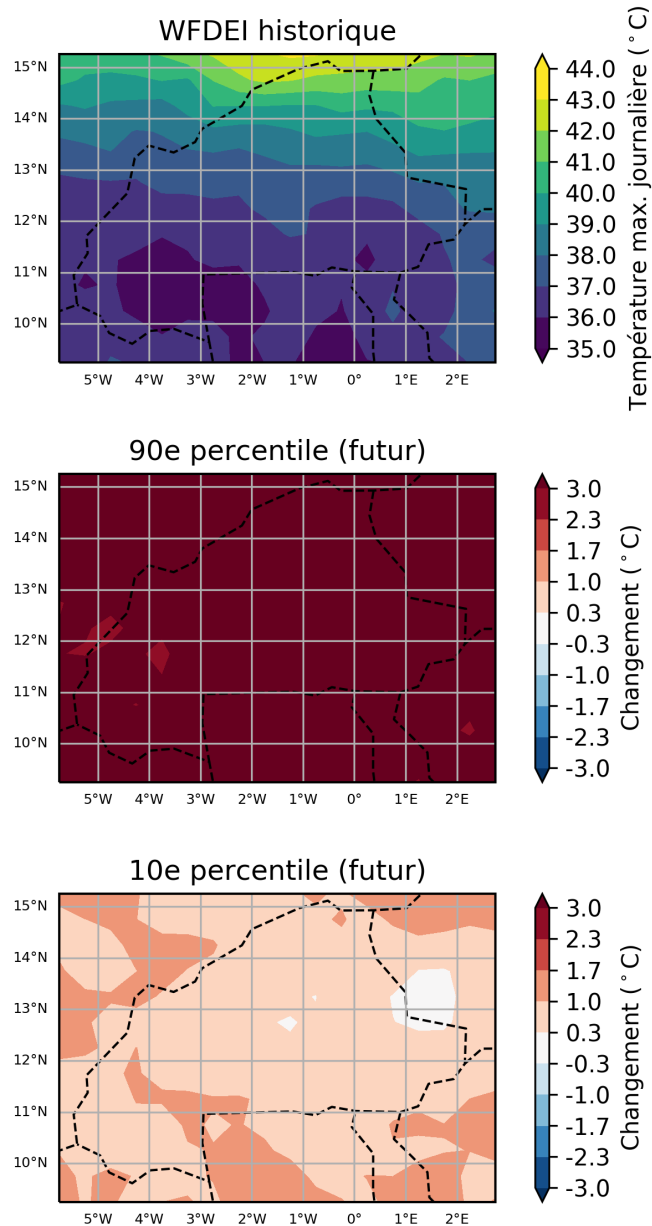 WFDEI historique
15°N
14°N
13°N
12°N
11°N
10°N
5°W 4°W 3°W 2°W 1°W 0° 1°E 2°E
44.0
43.0
42.0
41.0
40.0
39.0
38.0
37.0
36.0
35.0
Température max. journalière (°C)
90e percentile (futur)
15°N
14°N
13°N
12°N
11°N
10°N
5°W 4°W 3°W 2°W 1°W 0° 1°E 2°E
3.0
2.3
1.7
1.0
0.3
-0.3
-1.0
-1.7
-2.3
-3.0
Changement (°C)
10e percentile (futur)
15°N
14°N
13°N
12°N
11°N
10°N
5°W 4°W 3°W 2°W 1°W 0° 1°E 2°E
3.0
2.3
1.7
1.0
0.3
-0.3
-1.0
-1.7
-2.3
-3.0
Changement (°C)